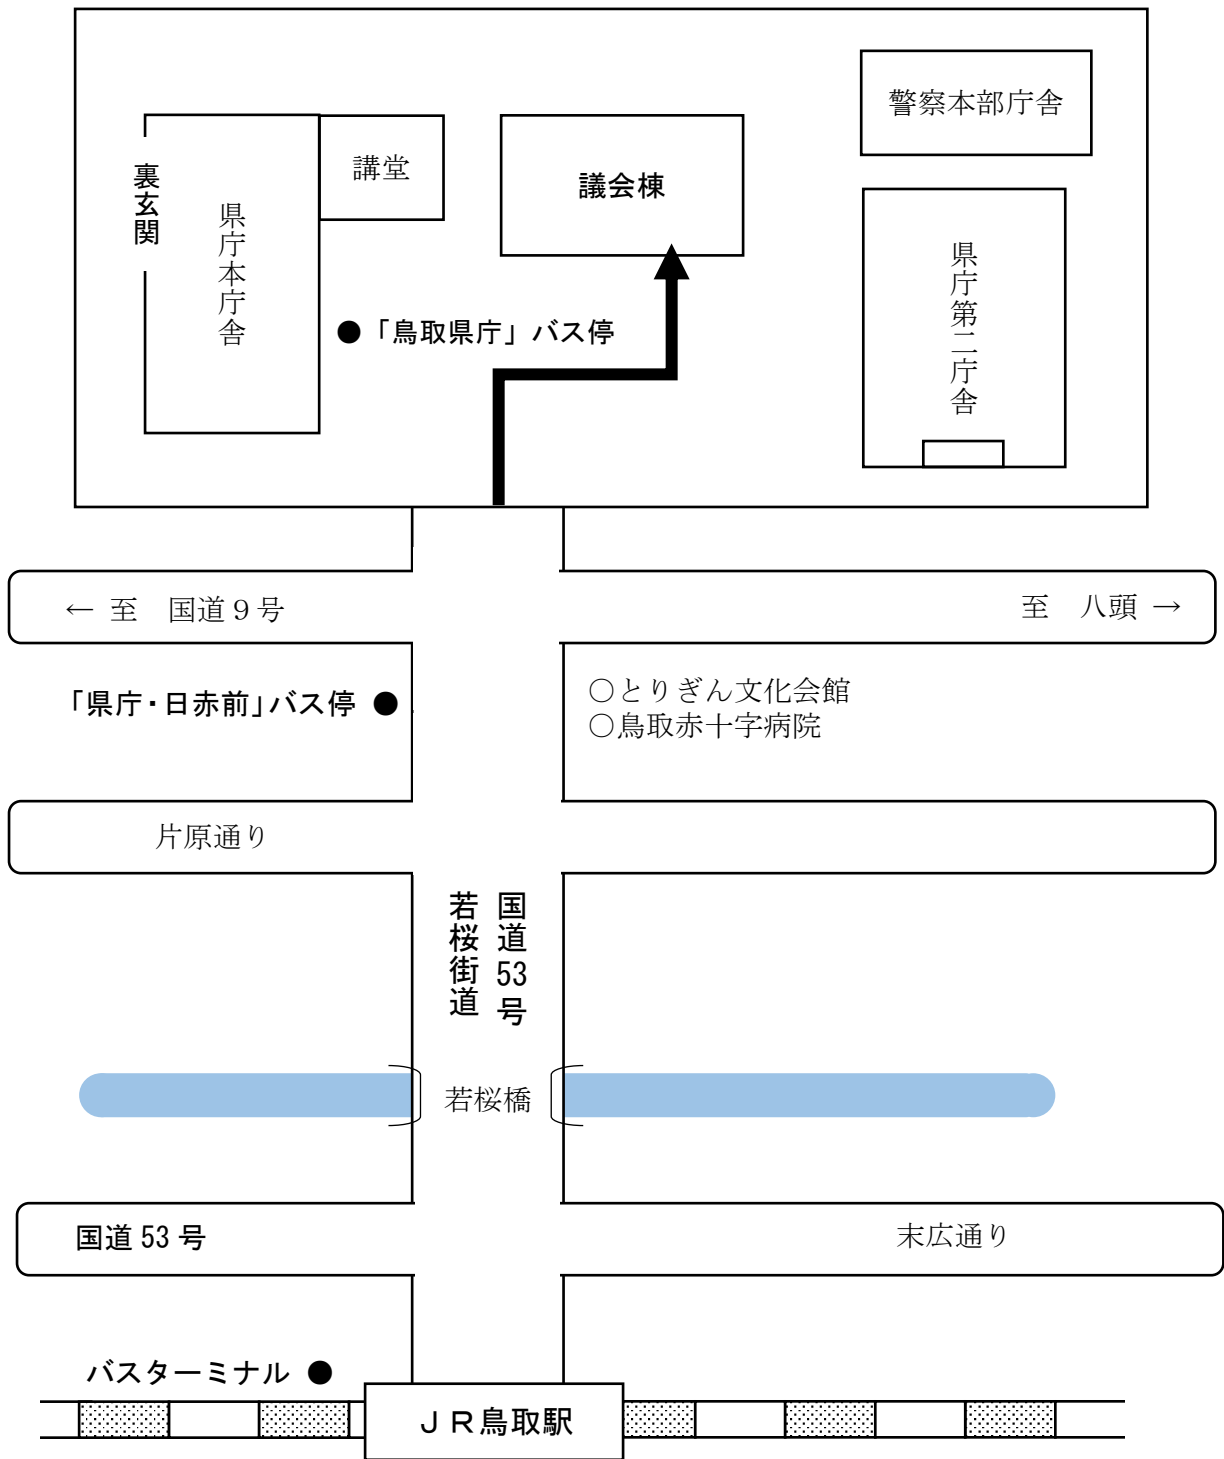 警察本部庁舎
講堂
議会棟
裏玄関
県庁本庁舎
県庁第二庁舎
●「鳥取県庁」バス停
← 至　国道９号
至　八頭 →
「県庁・日赤前」バス停 ●
○とりぎん文化会館
○鳥取赤十字病院
片原通り
国道53号
若桜街道
若桜橋
国道 53 号
末広通り
バスターミナル ●
ＪＲ鳥取駅